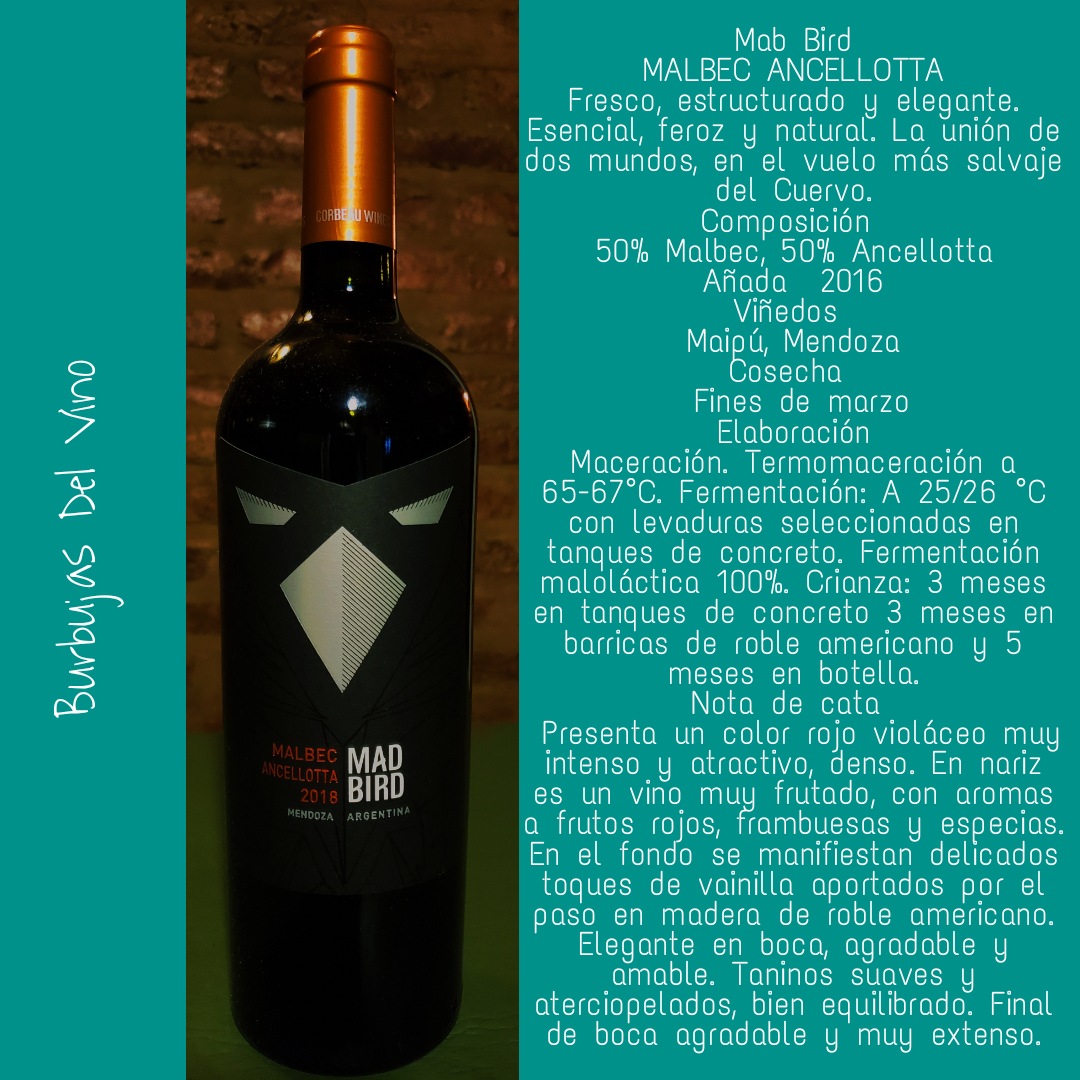 Burbujas Del Vino
CORBEAU WINE
MALBEC
ANCELLOTTA
2018
MAD
BIRD
MENDOZA ARGENTINA
Mab Bird
MALBEC ANCELLOTTA
Fresco, estructurado y elegante.
Esencial, feroz y natural. La unión de
dos mundos, en el vuelo más salvaje
del Cuervo.
Composición
50% Malbec, 50% Ancellotta
Añada 2016
Viñedos
Maipú, Mendoza
Cosecha
Fines de marzo
Elaboración
Maceración. Termomaceración a
65-67°C. Fermentación: A 25/26 °C
con levaduras seleccionadas en
tanques de concreto. Fermentación
maloláctica 100%. Crianza: 3 meses
en tanques de concreto 3 meses en
barricas de roble americano y 5
meses en botella.
Nota de cata
Presenta un color rojo violáceo muy
intenso y atractivo, denso. En nariz
es un vino muy frutado, con aromas
a frutos rojos, frambuesas y especias.
En el fondo se manifiestan delicados
toques de vainilla aportados por el
paso en madera de roble americano.
Elegante en boca, agradable y
amable. Taninos suaves y
aterciopelados, bien equilibrado. Final
de boca agradable y muy extenso.